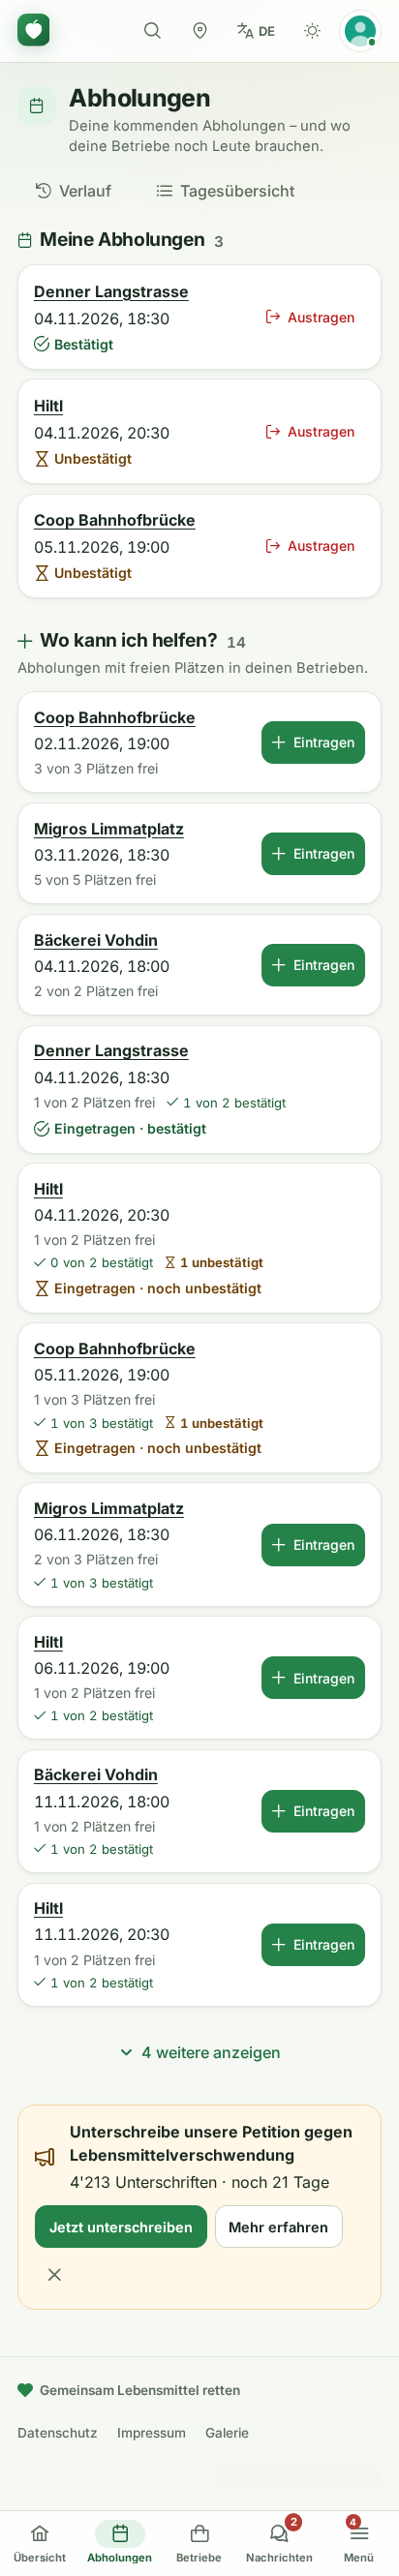 DE
Abholungen
Deine kommenden Abholungen – und wo
deine Betriebe noch Leute brauchen.
Verlauf
Tagesübersicht
Meine Abholungen 3
Denner Langstrasse
04.11.2026, 18:30
Bestätigt
Austragen
Hiltl
04.11.2026, 20:30
Unbestätigt
Austragen
Coop Bahnhofbrücke
05.11.2026, 19:00
Unbestätigt
Austragen
Wo kann ich helfen? 14
Abholungen mit freien Plätzen in deinen Betrieben.
Coop Bahnhofbrücke
02.11.2026, 19:00
3 von 3 Plätzen frei
Eintragen
Migros Limmatplatz
03.11.2026, 18:30
5 von 5 Plätzen frei
Eintragen
Bäckerei Vohdin
04.11.2026, 18:00
2 von 2 Plätzen frei
Eintragen
Denner Langstrasse
04.11.2026, 18:30
1 von 2 Plätzen frei 1 von 2 bestätigt
Eingetragen · bestätigt
Hiltl
04.11.2026, 20:30
1 von 2 Plätzen frei
0 von 2 bestätigt 1 unbestätigt
Eingetragen · noch unbestätigt
Coop Bahnhofbrücke
05.11.2026, 19:00
1 von 3 Plätzen frei
1 von 3 bestätigt 1 unbestätigt
Eingetragen · noch unbestätigt
Migros Limmatplatz
06.11.2026, 18:30
2 von 3 Plätzen frei
1 von 3 bestätigt
Eintragen
Hiltl
06.11.2026, 19:00
1 von 2 Plätzen frei
1 von 2 bestätigt
Eintragen
Bäckerei Vohdin
11.11.2026, 18:00
1 von 2 Plätzen frei
1 von 2 bestätigt
Eintragen
Hiltl
11.11.2026, 20:30
1 von 2 Plätzen frei
1 von 2 bestätigt
Eintragen
4 weitere anzeigen
Unterschreibe unsere Petition gegen
Lebensmittelverschwendung
4'213 Unterschriften · noch 21 Tage
Jetzt unterschreiben
Mehr erfahren
Gemeinsam Lebensmittel retten
Datenschutz Impressum Galerie
2
4
Übersicht Abholungen Betriebe Nachrichten Menü